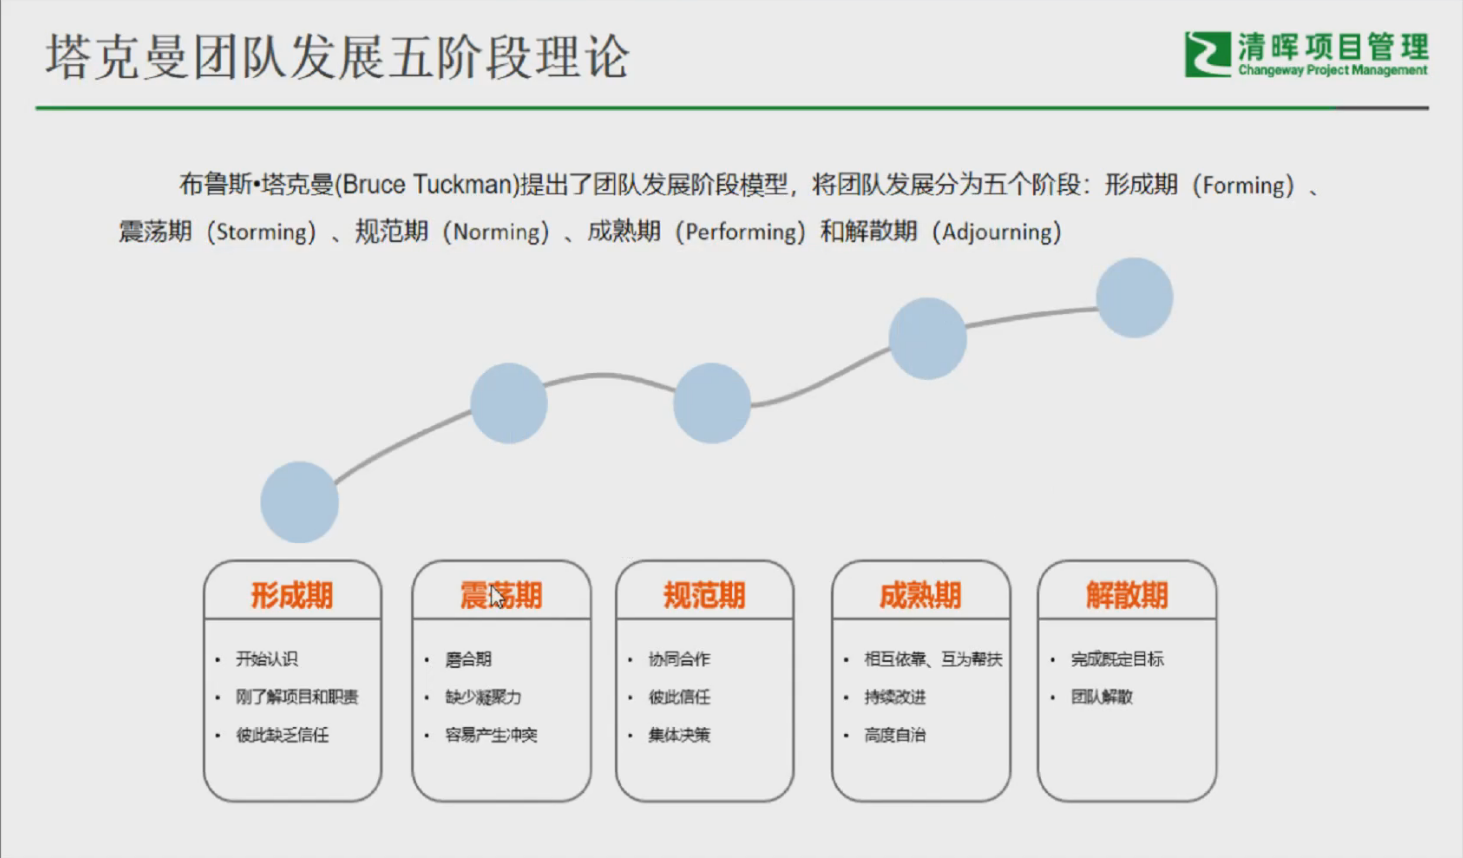 塔克曼团队发展五阶段理论
清晖项目管理
Changeway Project Management
布鲁斯•塔克曼(Bruce Tuckman)提出了团队发展阶段模型，将团队发展分为五个阶段：形成期（Forming）、
震荡期（Storming）、规范期（Norming）、成熟期（Performing）和解散期（Adjourning）
形成期
• 开始认识
• 刚了解项目和职责
• 彼此缺乏信任
震荡期
• 磨合期
• 缺少凝聚力
• 容易产生冲突
规范期
• 协同合作
• 彼此信任
• 集体决策
成熟期
• 相互依靠、互为帮扶
• 持续改进
• 高度自治
解散期
• 完成既定目标
• 团队解散